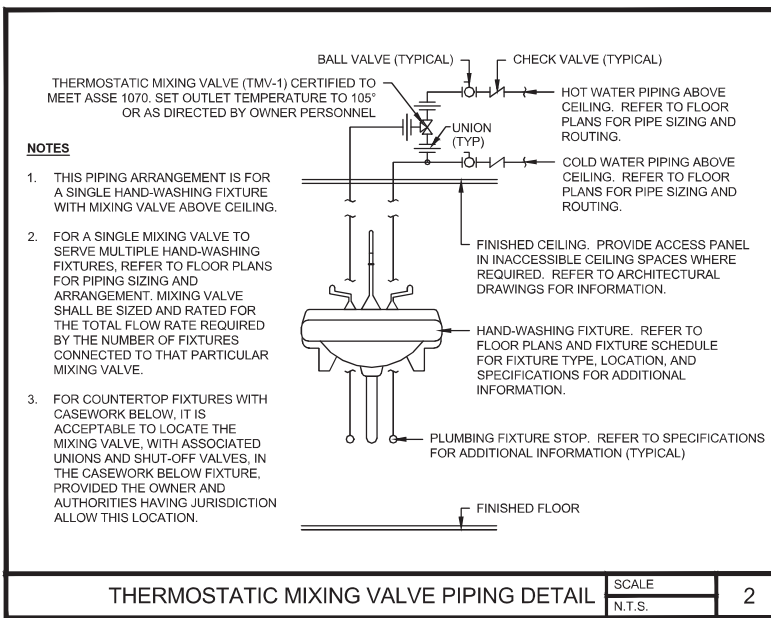 BALL VALVE (TYPICAL)
CHECK VALVE (TYPICAL)
THERMOSTATIC MIXING VALVE (TMV-1) CERTIFIED TO
MEET ASSE 1070. SET OUTLET TEMPERATURE TO 105°
OR AS DIRECTED BY OWNER PERSONNEL
HOT WATER PIPING ABOVE
CEILING. REFER TO FLOOR
PLANS FOR PIPE SIZING AND
ROUTING.
UNION
(TYP)
COLD WATER PIPING ABOVE
CEILING. REFER TO FLOOR
PLANS FOR PIPE SIZING AND
ROUTING.
NOTES
1. THIS PIPING ARRANGEMENT IS FOR
A SINGLE HAND-WASHING FIXTURE
WITH MIXING VALVE ABOVE CEILING.
2. FOR A SINGLE MIXING VALVE TO
SERVE MULTIPLE HAND-WASHING
FIXTURES, REFER TO FLOOR PLANS
FOR PIPING SIZING AND
ARRANGEMENT. MIXING VALVE
SHALL BE SIZED AND RATED FOR
THE TOTAL FLOW RATE REQUIRED
BY THE NUMBER OF FIXTURES
CONNECTED TO THAT PARTICULAR
MIXING VALVE.
3. FOR COUNTERTOP FIXTURES WITH
CASEWORK BELOW, IT IS
ACCEPTABLE TO LOCATE THE
MIXING VALVE, WITH ASSOCIATED
UNIONS AND SHUT-OFF VALVES, IN
THE CASEWORK BELOW FIXTURE,
PROVIDED THE OWNER AND
AUTHORITIES HAVING JURISDICTION
ALLOW THIS LOCATION.
FINISHED CEILING. PROVIDE ACCESS PANEL
IN INACCESSIBLE CEILING SPACES WHERE
REQUIRED. REFER TO ARCHITECTURAL
DRAWINGS FOR INFORMATION.
HAND-WASHING FIXTURE. REFER TO
FLOOR PLANS AND FIXTURE SCHEDULE
FOR FIXTURE TYPE, LOCATION, AND
SPECIFICATIONS FOR ADDITIONAL
INFORMATION.
PLUMBING FIXTURE STOP. REFER TO SPECIFICATIONS
FOR ADDITIONAL INFORMATION (TYPICAL)
FINISHED FLOOR
THERMOSTATIC MIXING VALVE PIPING DETAIL
SCALE
N.T.S.
2